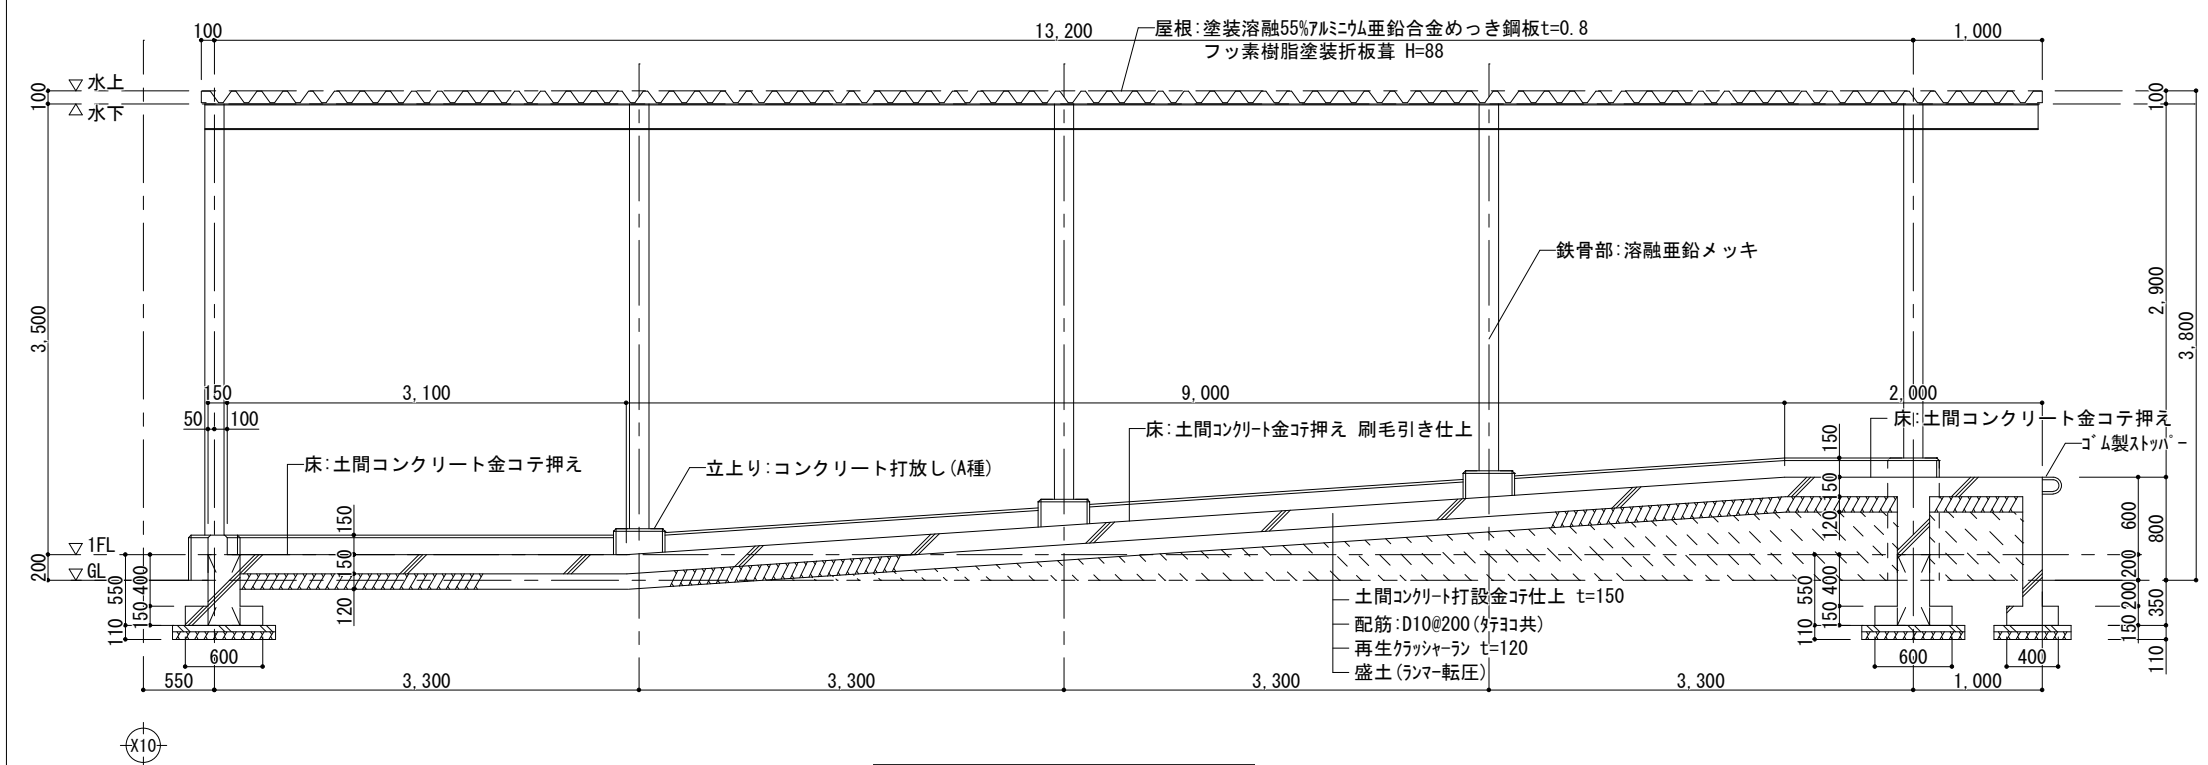 100
13,200
屋根:塗装溶融55%アルミニウム亜鉛合金めっき鋼板t=0.8
フッ素樹脂塗装折板葺 H=88
1,000
100
水上
水下
100
鉄骨部:溶融亜鉛メッキ
3,500
2,900
3,800
150
3,100
9,000
2,000
50
100
床:土間コンクリート金コテ押え
立上り:コンクリート打放し(A種)
床:土間コンクリート金コテ押え 刷毛引き仕上
床:土間コンクリート金コテ押え
ゴム製ストッパー
150
150
120
150
150
120
600
800
1FL
GL
200
550
400
150
110
550
400
150
110
200
200
150
350
110
土間コンクリート打設金コテ仕上 t=150
配筋:D10@200(タテヨコ共)
再生クラッシャーラン t=120
盛土(ランマー転圧)
600
600
400
550
3,300
3,300
3,300
3,300
1,000
X10